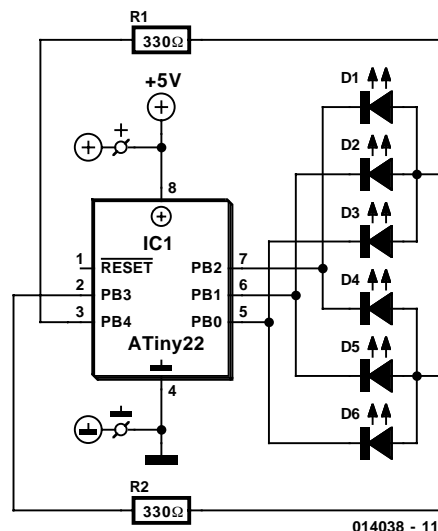 R1
330Ω
+5V
+
+
8
+
IC1
1
RESET
PB2
7
2
PB3
PB1
6
3
PB4
PB0
5
ATiny22
4
D1
D2
D3
D4
D5
D6
R2
330Ω
014038 - 11